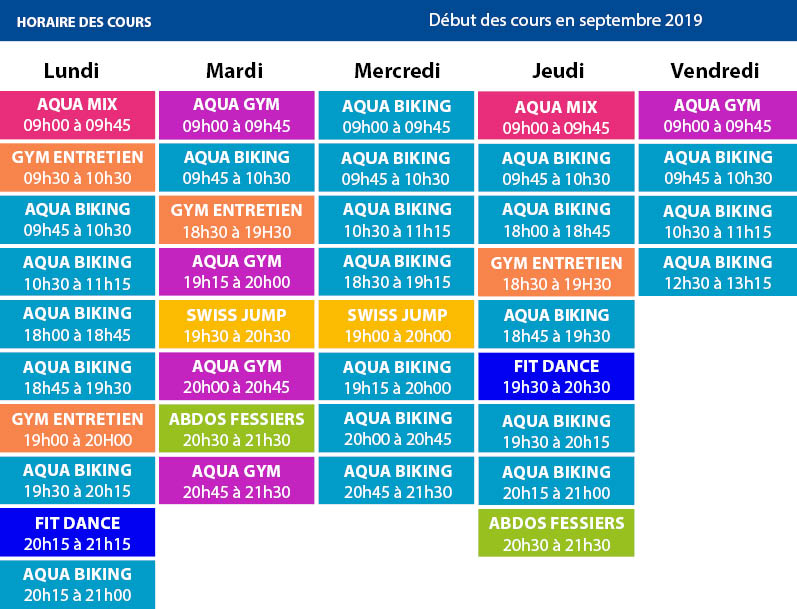 HORAIRE DES COURS
Début des cours en septembre 2019
Lundi
AQUA MIX
09h00 à 09h45
GYM ENTRETIEN
09h30 à 10h30
AQUA BIKING
09h45 à 10h30
AQUA BIKING
10h30 à 11h15
AQUA BIKING
18h00 à 18h45
AQUA BIKING
18h45 à 19h30
GYM ENTRETIEN
19h00 à 20H00
AQUA BIKING
19h30 à 20h15
FIT DANCE
20h15 à 21h15
AQUA BIKING
20h15 à 21h00
Mardi
AQUA GYM
09h00 à 09h45
AQUA BIKING
09h45 à 10h30
GYM ENTRETIEN
18h30 à 19H30
AQUA GYM
19h15 à 20h00
SWISS JUMP
19h30 à 20h30
AQUA GYM
20h00 à 20h45
ABDOS FESSIERS
20h30 à 21h30
AQUA GYM
20h45 à 21h30
Mercredi
AQUA BIKING
09h00 à 09h45
AQUA BIKING
09h45 à 10h30
AQUA BIKING
10h30 à 11h15
AQUA BIKING
18h30 à 19h15
SWISS JUMP
19h00 à 20h00
AQUA BIKING
19h15 à 20h00
AQUA BIKING
20h00 à 20h45
AQUA BIKING
20h45 à 21h30
Jeudi
AQUA MIX
09h00 à 09h45
AQUA BIKING
09h45 à 10h30
AQUA BIKING
18h00 à 18h45
GYM ENTRETIEN
18h30 à 19H30
AQUA BIKING
18h45 à 19h30
FIT DANCE
19h30 à 20h30
AQUA BIKING
19h30 à 20h15
AQUA BIKING
20h15 à 21h00
ABDOS FESSIERS
20h30 à 21h30
Vendredi
AQUA GYM
09h00 à 09h45
AQUA BIKING
09h45 à 10h30
AQUA BIKING
10h30 à 11h15
AQUA BIKING
12h30 à 13h15